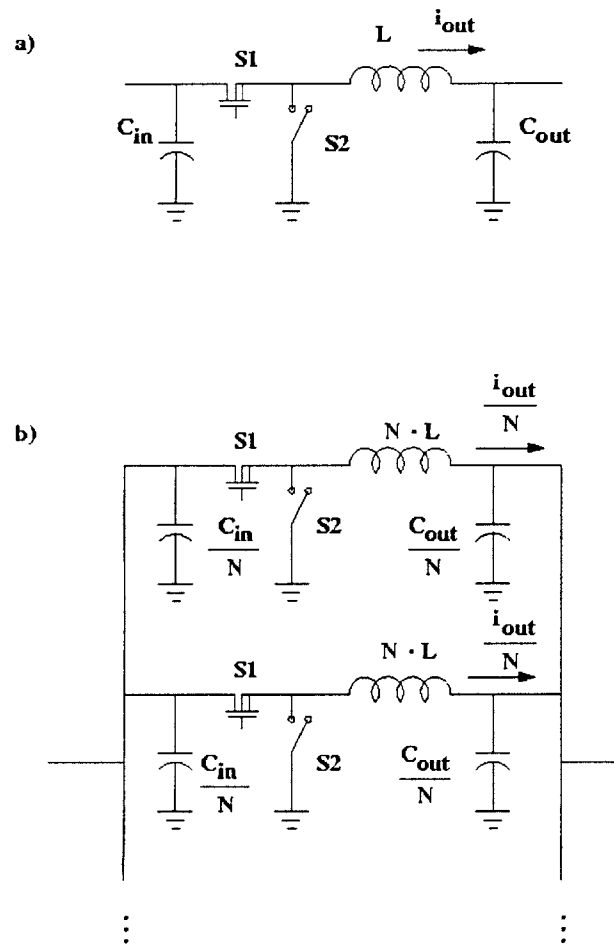 a)
S1
L
i_out
C_in
S2
C_out
b)
S1
N · L
i_out
N
C_in
N
S2
C_out
N
S1
N · L
i_out
N
C_in
N
S2
C_out
N